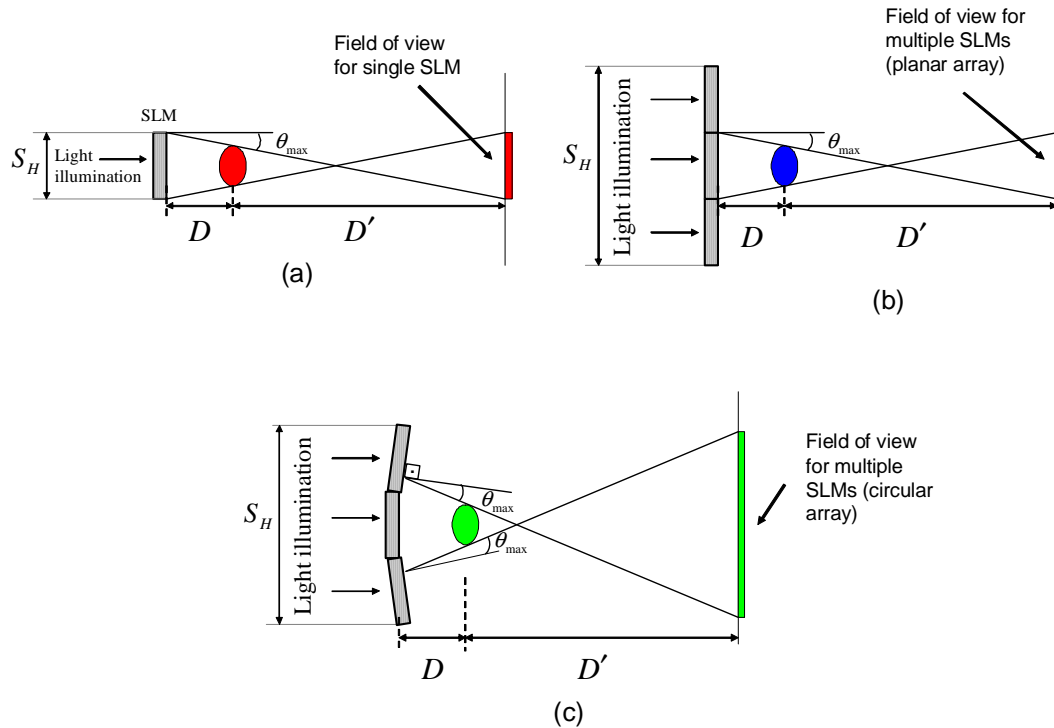 Field of view
for single SLM
SLM
S_H
Light
illumination
θ_max
D
D′
(a)
Field of view for
multiple SLMs
(planar array)
S_H
Light illumination
θ_max
D
D′
(b)
S_H
Light illumination
θ_max
θ_max
Field of view
for multiple
SLMs (circular
array)
D
D′
(c)